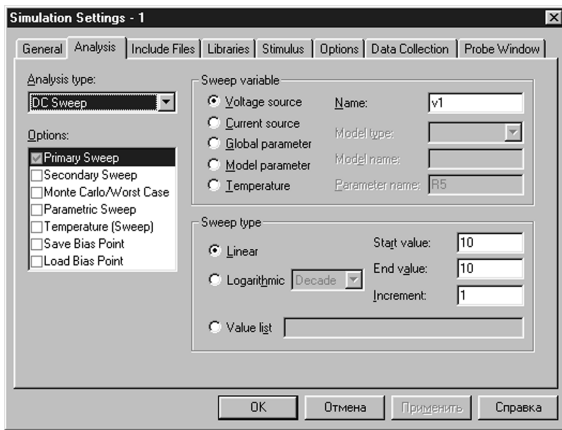 Simulation Settings - 1
General Analysis Include Files Libraries Stimulus Options Data Collection Probe Window
Analysis type:
DC Sweep
Options:
Primary Sweep
Secondary Sweep
Monte Carlo/Worst Case
Parametric Sweep
Temperature (Sweep)
Save Bias Point
Load Bias Point
Sweep variable
Voltage source
Current source
Global parameter
Model parameter
Temperature
Name: v1
Model type:
Model name:
Parameter name: R5
Sweep type
Linear
Logarithmic Decade
Value list
Start value: 10
End value: 10
Increment: 1
OK Отмена Применить Справка